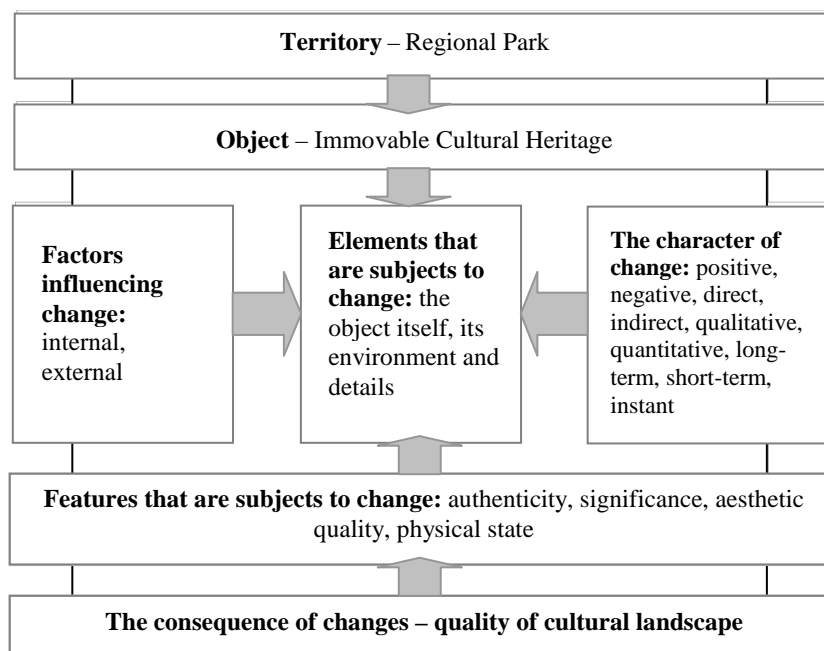 Territory – Regional Park
Object – Immovable Cultural Heritage
Factors
influencing
change:
internal,
external
Elements that
are subjects to
change: the
object itself, its
environment and
details
The character of
change: positive,
negative, direct,
indirect, qualitative,
quantitative, long-
term, short-term,
instant
Features that are subjects to change: authenticity, significance, aesthetic
quality, physical state
The consequence of changes – quality of cultural landscape